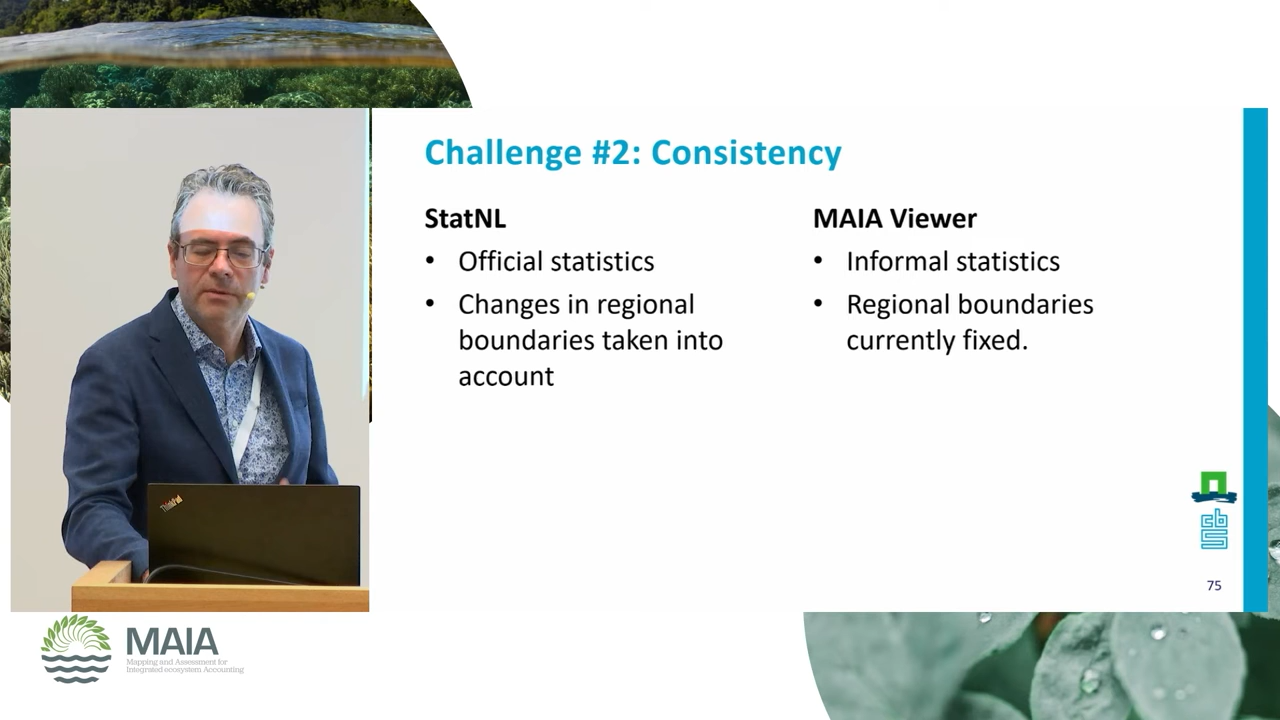 Challenge #2: Consistency
StatNL
• Official statistics
• Changes in regional
boundaries taken into
account
MAIA Viewer
• Informal statistics
• Regional boundaries
currently fixed.
ThinkPad
cbs
75
MAIA
Mapping and Assessment for
Integrated ecosystem Accounting